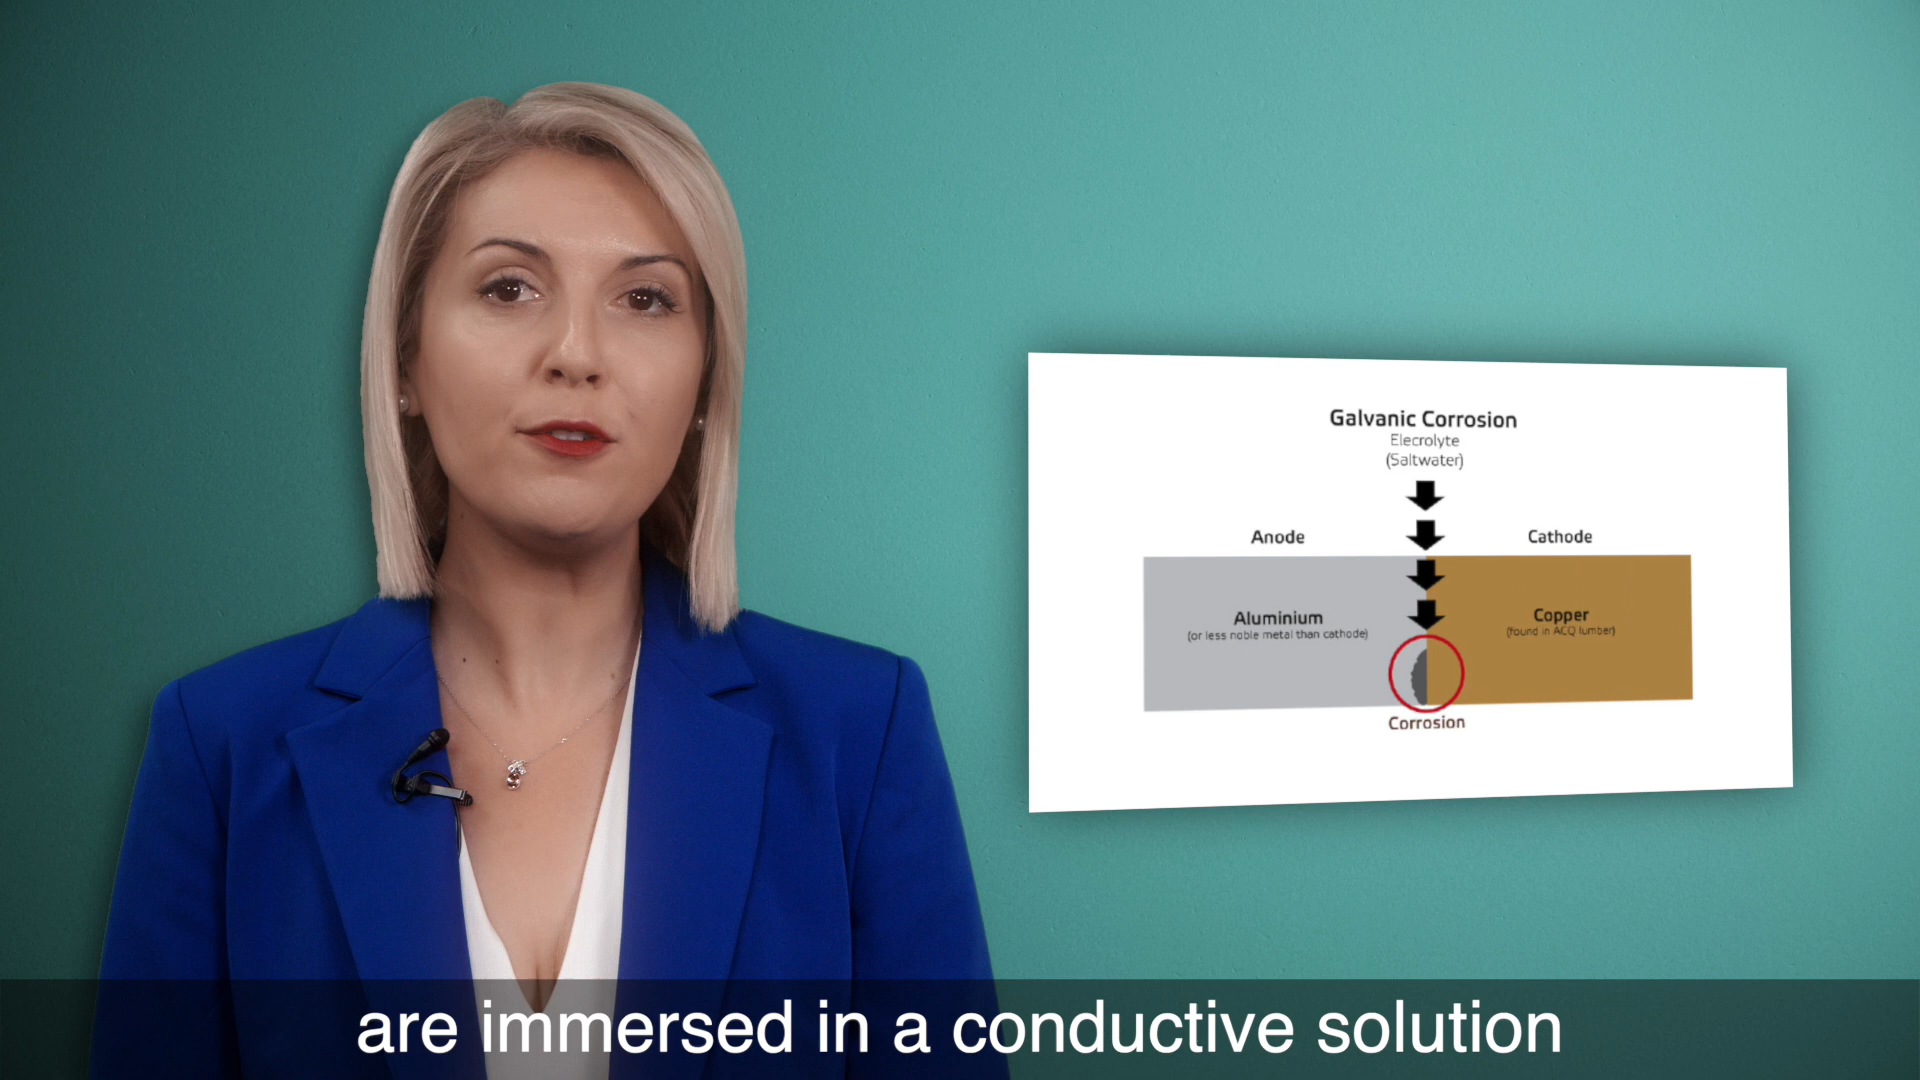 Galvanic Corrosion
Elecrolyte
(Saltwater)
Anode
Cathode
Aluminium
(or less noble metal than cathode)
Copper
(found in ACQ lumber)
Corrosion
are immersed in a conductive solution